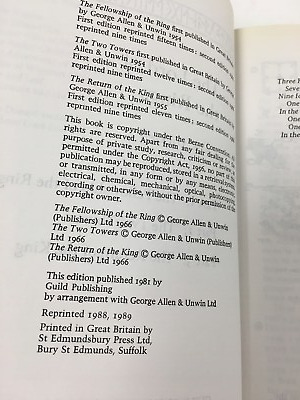 The Fellowship of the Ring first published in Great
by George Allen & Unwin 1954
First edition reprinted fifteen times; second edition
reprinted nine times
The Two Towers first published in Great Britain by George
Allen & Unwin 1954
First edition reprinted twelve times; second edition
reprinted nine times
The Return of the King first published in Great
George Allen & Unwin 1955
First edition reprinted eleven times; second edition
reprinted nine times
This book is copyright under the Berne Convention.
rights are reserved. Apart from any fair dealing for
purpose of private study, research, criticism or review, as
permitted under the Copyright Act, 1956, no part of
publication may be reproduced, stored in a retrieval system,
or transmitted, in any form or by any means, electronic,
electrical, chemical, mechanical, optical, photocopying,
recording or otherwise, without the prior permission of the
copyright owner.
The Fellowship of the Ring © George Allen & Unwin
(Publishers) Ltd 1966
The Two Towers © George Allen & Unwin (Publishers)
Ltd 1966
The Return of the King © George Allen & Unwin
(Publishers) Ltd 1966
This edition published 1981 by
Guild Publishing
by arrangement with George Allen & Unwin Ltd
Reprinted 1988, 1989
Printed in Great Britain by
St Edmundsbury Press Ltd,
Bury St Edmunds, Suffolk
Three
Seve
Nine
One
In the
One
One
In the